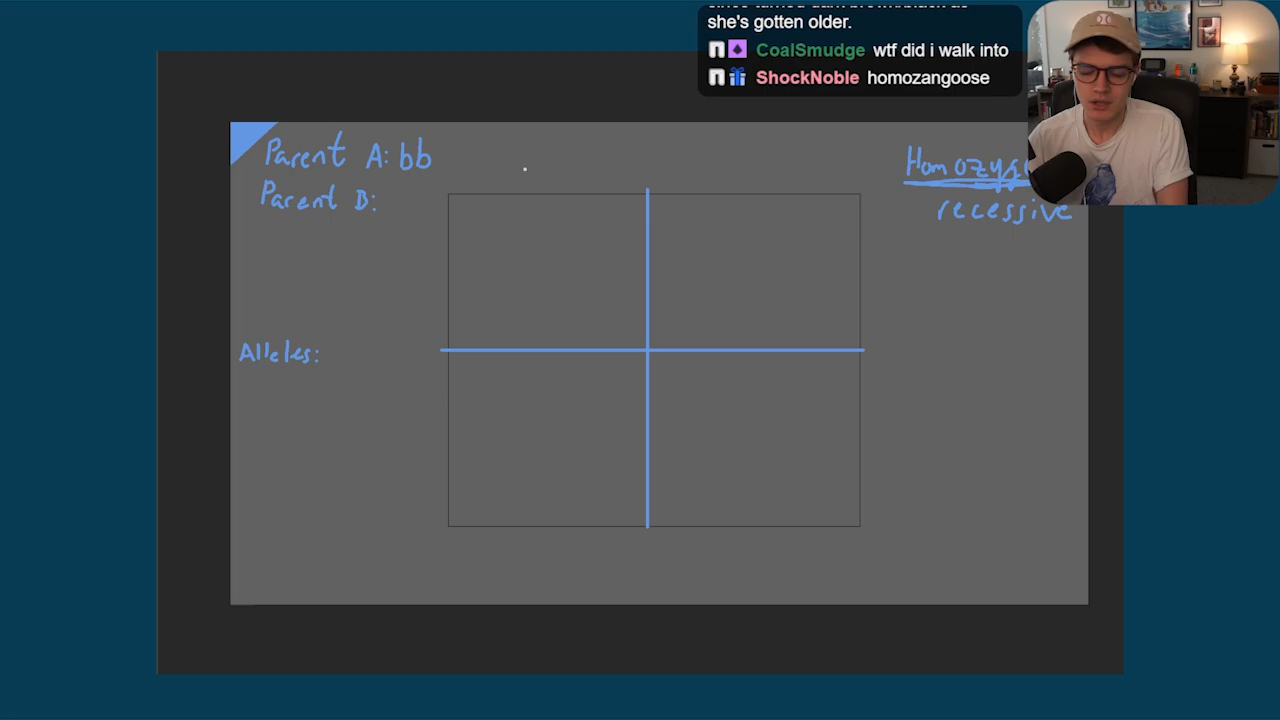 she's gotten older.
CoalSmudge wtf did i walk into
ShockNoble homozangoose
Parent A: bb
Parent B:
recessive
Alleles: